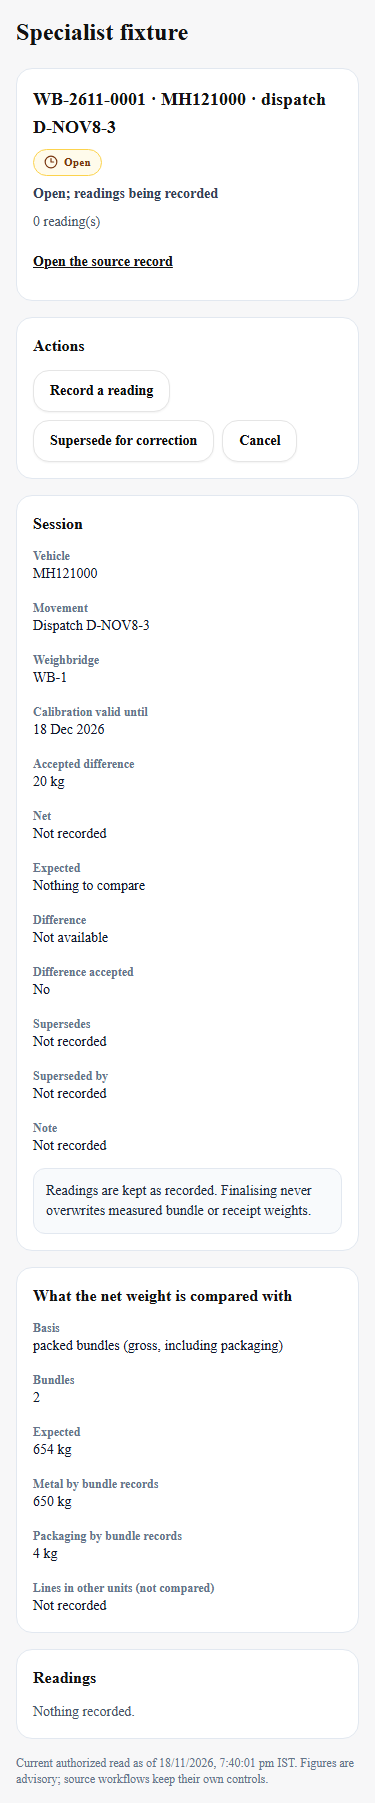 Specialist fixture
WB-2611-0001 · MH121000 · dispatch
D-NOV8-3
Open
Open; readings being recorded
0 reading(s)
Open the source record
Actions
Record a reading
Supersede for correction
Cancel
Session
Vehicle
MH121000
Movement
Dispatch D-NOV8-3
Weighbridge
WB-1
Calibration valid until
18 Dec 2026
Accepted difference
20 kg
Net
Not recorded
Expected
Nothing to compare
Difference
Not available
Difference accepted
No
Supersedes
Not recorded
Superseded by
Not recorded
Note
Not recorded
Readings are kept as recorded. Finalising never
overwrites measured bundle or receipt weights.
What the net weight is compared with
Basis
packed bundles (gross, including packaging)
Bundles
2
Expected
654 kg
Metal by bundle records
650 kg
Packaging by bundle records
4 kg
Lines in other units (not compared)
Not recorded
Readings
Nothing recorded.
Current authorized read as of 18/11/2026, 7:40:01 pm IST. Figures are
advisory; source workflows keep their own controls.